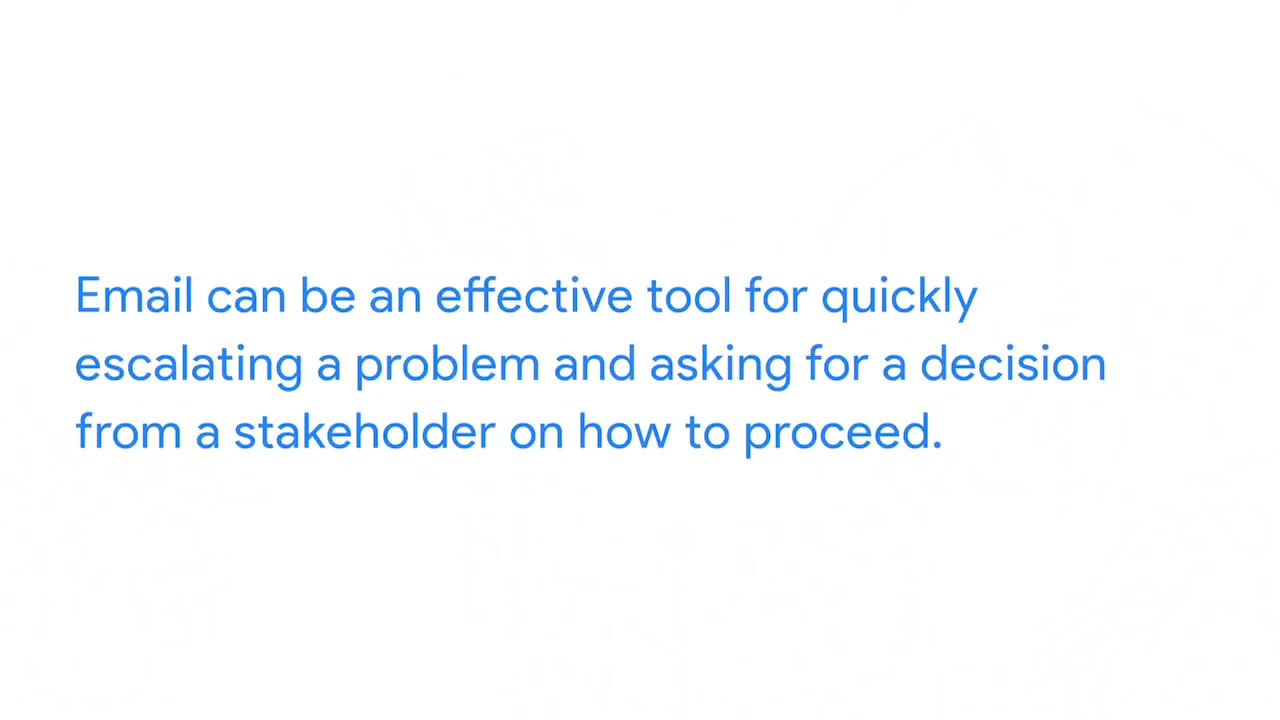 Email can be an effective tool for quickly
escalating a problem and asking for a decision
from a stakeholder on how to proceed.